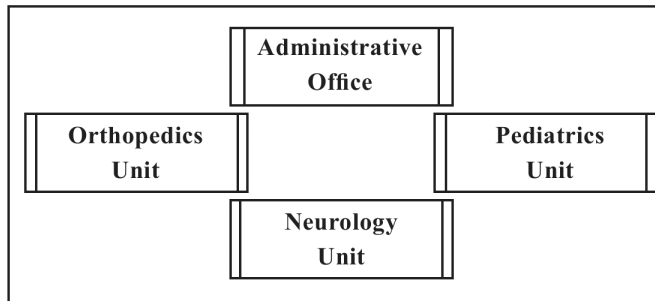 Administrative
Office
Orthopedics
Unit
Pediatrics
Unit
Neurology
Unit